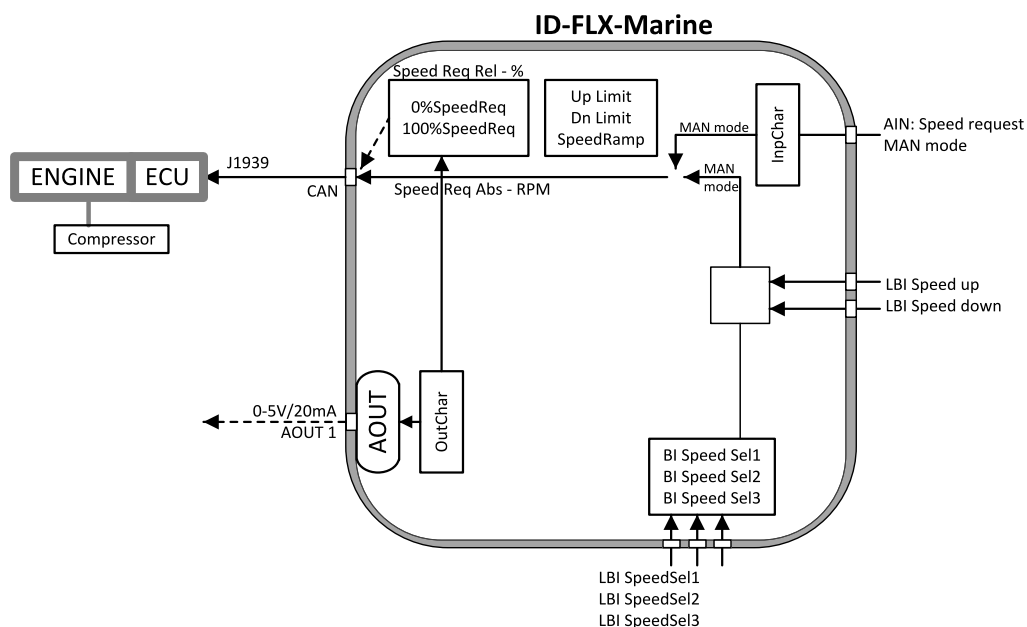 ID-FLX-Marine
Speed Req Rel - %
0%SpeedReq
100%SpeedReq
Up Limit
Dn Limit
SpeedRamp
MAN mode
InpChar
AIN: Speed request
MAN mode
ENGINE
ECU
J1939
CAN
Speed Req Abs - RPM
MAN
mode
Compressor
LBI Speed up
LBI Speed down
0-5V/20mA
AOUT 1
AOUT
OutChar
BI Speed Sel1
BI Speed Sel2
BI Speed Sel3
LBI SpeedSel1
LBI SpeedSel2
LBI SpeedSel3